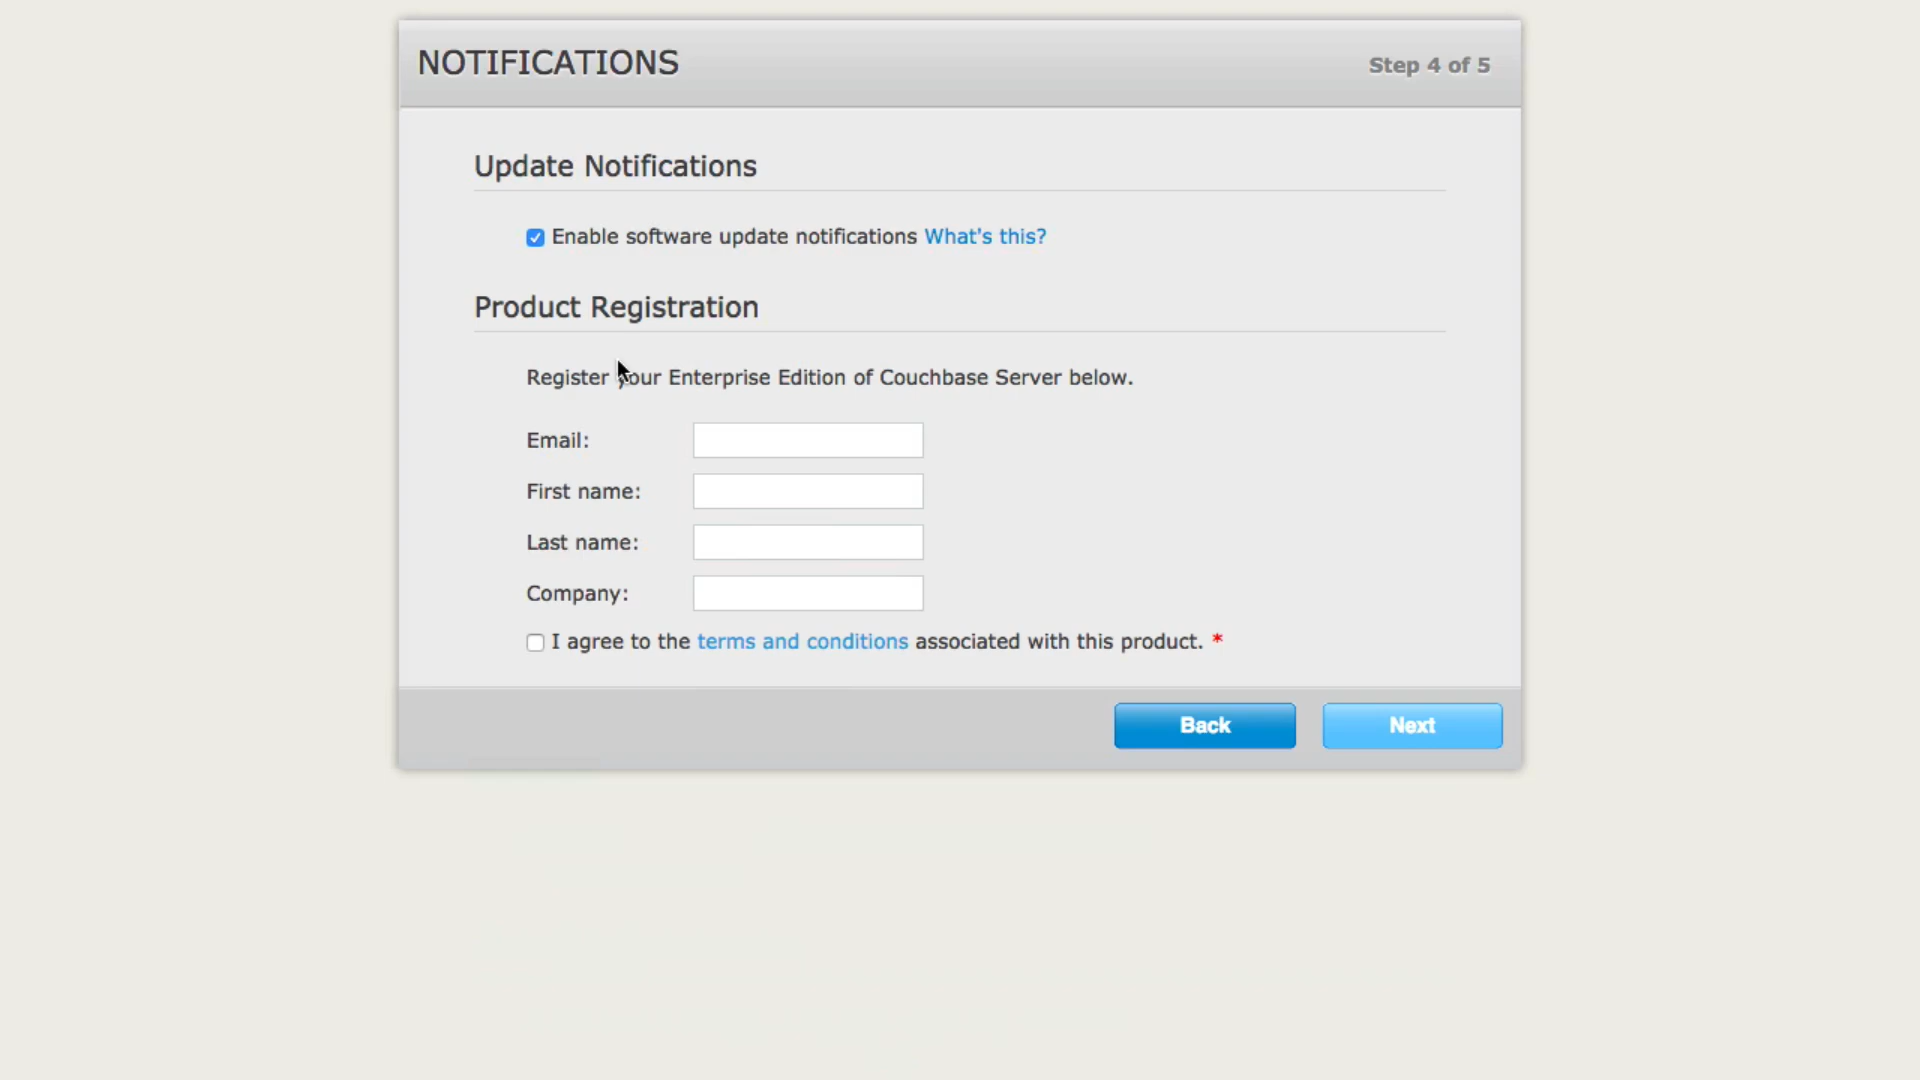 NOTIFICATIONS
Step 4 of 5
Update Notifications
Enable software update notifications What's this?
Product Registration
Register your Enterprise Edition of Couchbase Server below.
Email:
First name:
Last name:
Company:
I agree to the terms and conditions associated with this product. *
Back
Next